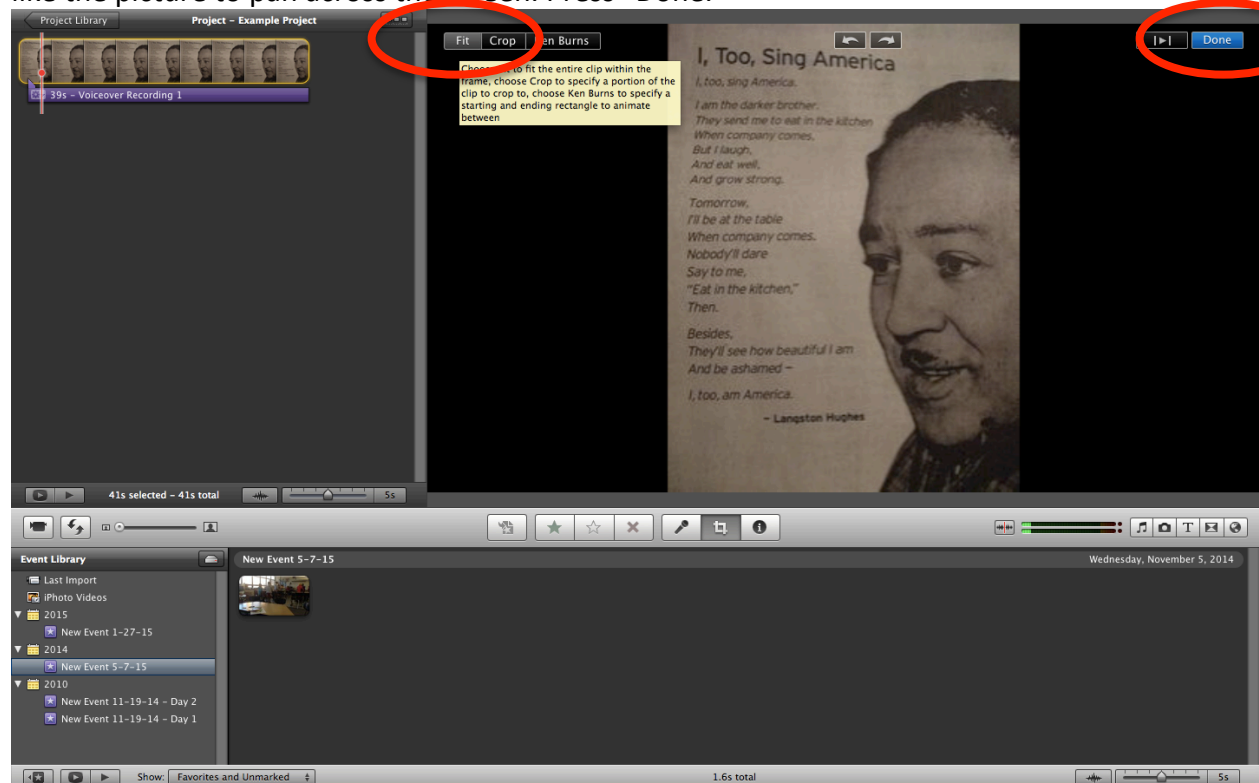 like the picture to pan across the
Press "Done."
Project Library
Project – Example Project
39s – Voiceover Recording 1
41s selected – 41s total
5s
Fit
Crop
Ken Burns
Done
to fit the entire clip within the
frame, choose Crop to specify a portion of the
clip to crop to, choose Ken Burns to specify a
starting and ending rectangle to animate
between
I, Too, Sing America
I, too, sing America.
I am the darker brother.
They send me to eat in the kitchen
When company comes,
But I laugh,
And eat well,
And grow strong.
Tomorrow,
I'll be at the table
When company comes.
Nobody'll dare
Say to me,
"Eat in the kitchen,"
Then.
Besides,
They'll see how beautiful I am
And be ashamed –
I, too, am America.
– Langston Hughes
Event Library
Last Import
iPhoto Videos
2015
New Event 1-27-15
2014
New Event 5-7-15
2010
New Event 11-19-14 – Day 2
New Event 11-19-14 – Day 1
New Event 5-7-15
Wednesday, November 5, 2014
Show:
Favorites and Unmarked
1.6s total
5s